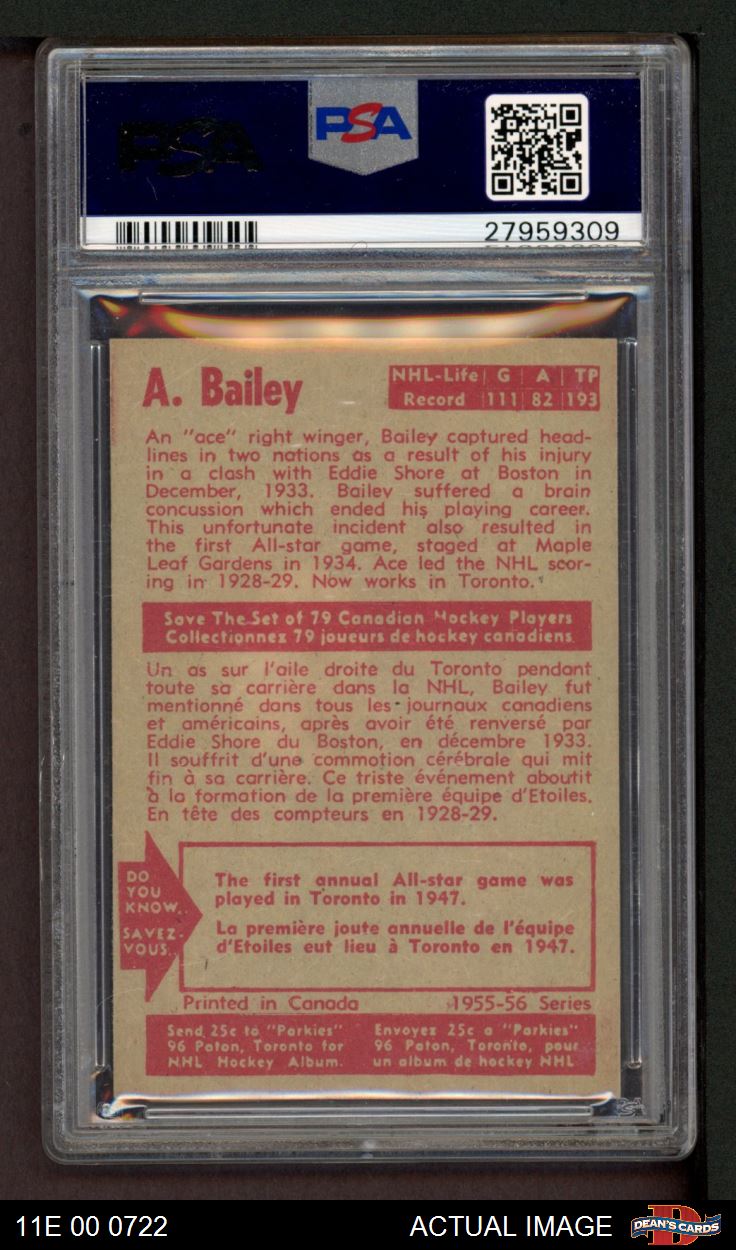 PSA
PSA
27959309
A. Bailey
NHL-Life G A TP
Record 111 82 193
An "ace" right winger, Bailey captured head-
lines in two nations as a result of his injury
in a clash with Eddie Shore at Boston in
December, 1933. Bailey suffered a brain
concussion which ended his playing career.
This unfortunate incident also resulted in
the first All-star game, staged at Maple
Leaf Gardens in 1934. Ace led the NHL scor-
ing in 1928-29. Now works in Toronto.
Save The Set of 79 Canadian Hockey Players
Collectionnez 79 joueurs de hockey canadiens
Un as sur l'aile droite du Toronto pendant
toute sa carrière dans la NHL, Bailey fut
mentionné dans tous les journaux canadiens
et américains, après avoir été renversé par
Eddie Shore du Boston, en décembre 1933.
Il souffrit d'une commotion cérébrale qui mit
fin à sa carrière. Ce triste événement aboutit
à la formation de la première équipe d'Etoiles.
En tête des compteurs en 1928-29.
DO
YOU
KNOW..
SAVEZ-
VOUS..
The first annual All-star game was
played in Toronto in 1947.
La première joute annuelle de l'équipe
d'Etoiles eut lieu à Toronto en 1947.
Printed in Canada 1955-56 Series
Send 25c to "Parkies"
96 Paton, Toronto for
NHL Hockey Album.
Envoyez 25c a "Parkies"
96 Paton, Toronto, pour
un album de hockey NHL
PSA
11E 00 0722 ACTUAL IMAGE DEAN'S CARDS